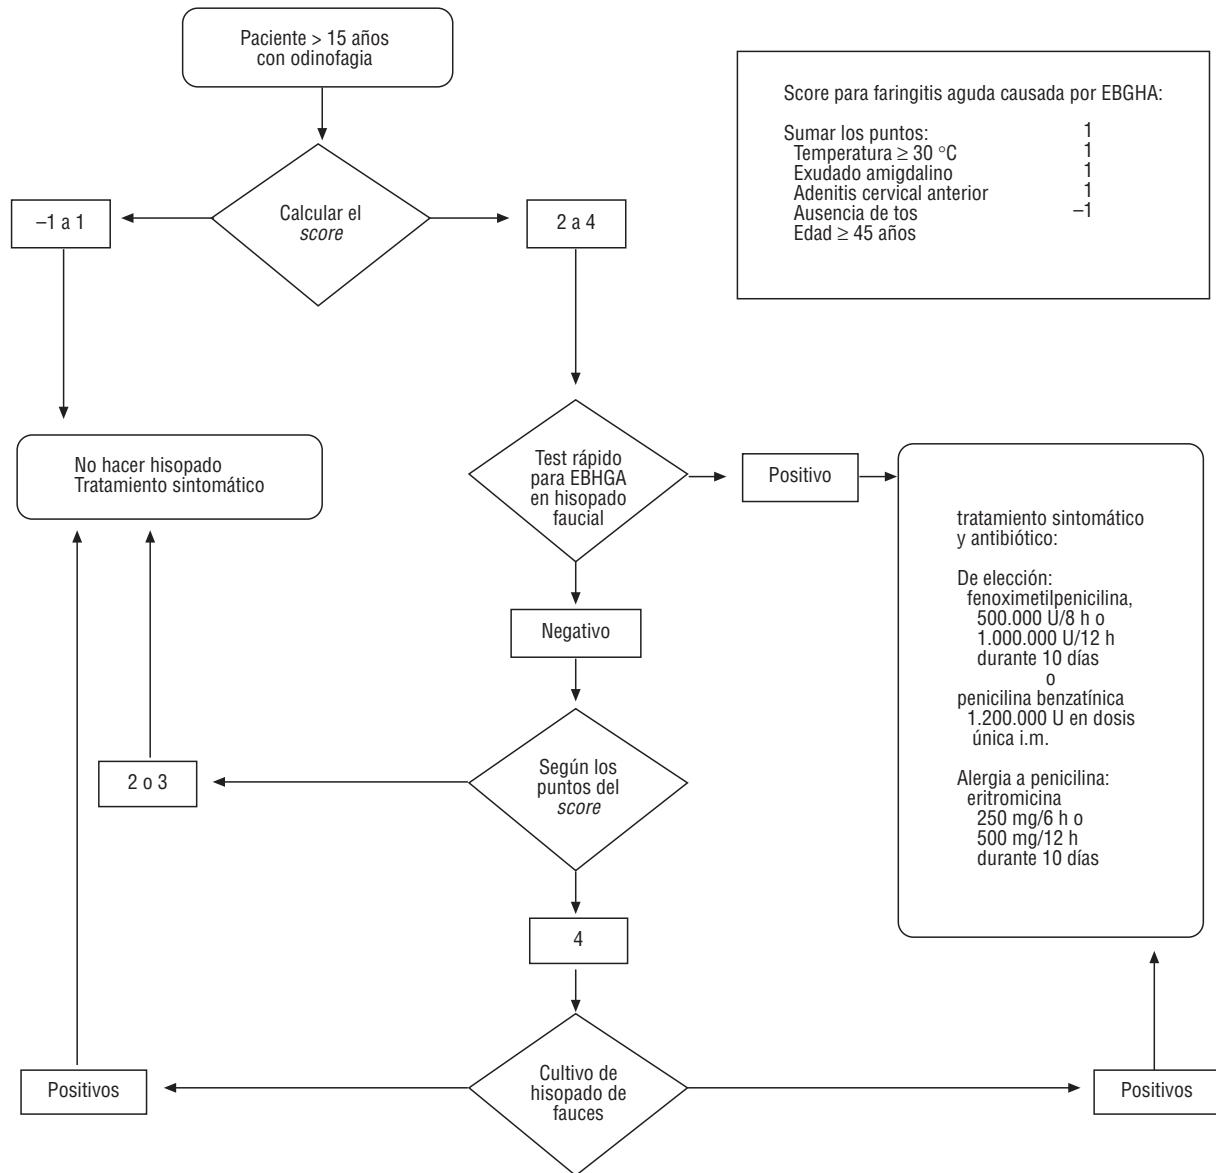 Paciente > 15 años
con odinofagia
Score para faringitis aguda causada por EBGHA:
Sumar los puntos: 1
Temperatura ≥ 30 °C 1
Exudado amigdalino 1
Adenitis cervical anterior 1
Ausencia de tos –1
Edad ≥ 45 años
–1 a 1
Calcular el
score
2 a 4
No hacer hisopado
Tratamiento sintomático
Test rápido
para EBHGA
en hisopado
faucial
Positivo
tratamiento sintomático
y antibiótico:
De elección:
fenoximetilpenicilina,
500.000 U/8 h o
1.000.000 U/12 h
durante 10 días
o
penicilina benzatínica
1.200.000 U en dosis
única i.m.
Alergia a penicilina:
eritromicina
250 mg/6 h o
500 mg/12 h
durante 10 días
Negativo
2 o 3
Según los
puntos del
score
4
Positivos
Cultivo de
hisopado de
fauces
Positivos